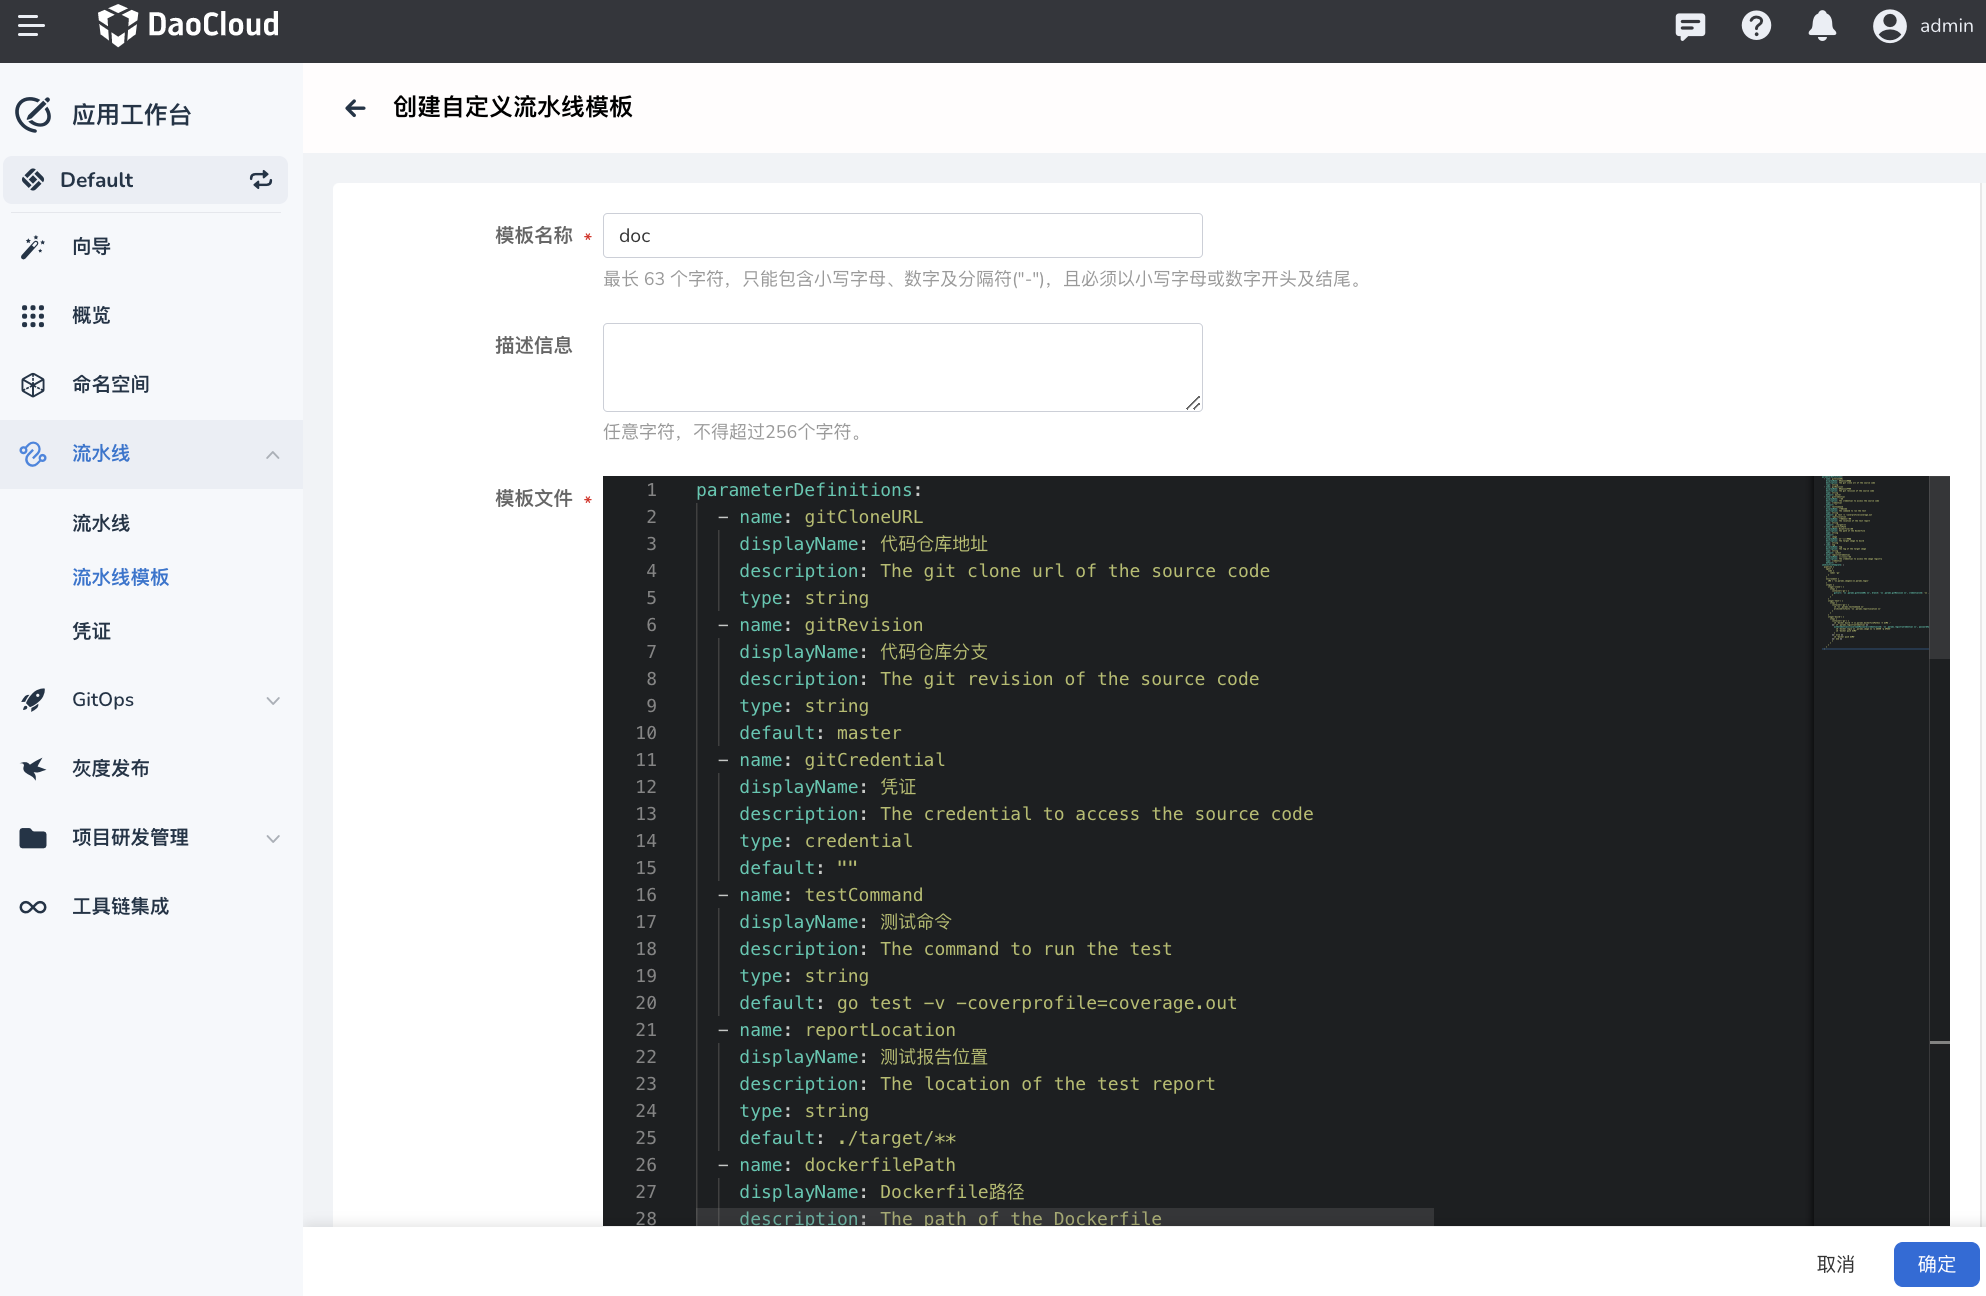 DaoCloud
admin
应用工作台
Default
向导
概览
命名空间
流水线
流水线
流水线模板
凭证
GitOps
灰度发布
项目研发管理
工具链集成
创建自定义流水线模板
模板名称 *
doc
最长 63 个字符，只能包含小写字母、数字及分隔符("-")，且必须以小写字母或数字开头及结尾。
描述信息
任意字符，不得超过256个字符。
模板文件 *
1 parameterDefinitions:
2 - name: gitCloneURL
3 displayName: 代码仓库地址
4 description: The git clone url of the source code
5 type: string
6 - name: gitRevision
7 displayName: 代码仓库分支
8 description: The git revision of the source code
9 type: string
10 default: master
11 - name: gitCredential
12 displayName: 凭证
13 description: The credential to access the source code
14 type: credential
15 default: ""
16 - name: testCommand
17 displayName: 测试命令
18 description: The command to run the test
19 type: string
20 default: go test -v -coverprofile=coverage.out
21 - name: reportLocation
22 displayName: 测试报告位置
23 description: The location of the test report
24 type: string
25 default: ./target/**
26 - name: dockerfilePath
27 displayName: Dockerfile路径
28 description: The path of the Dockerfile
取消
确定